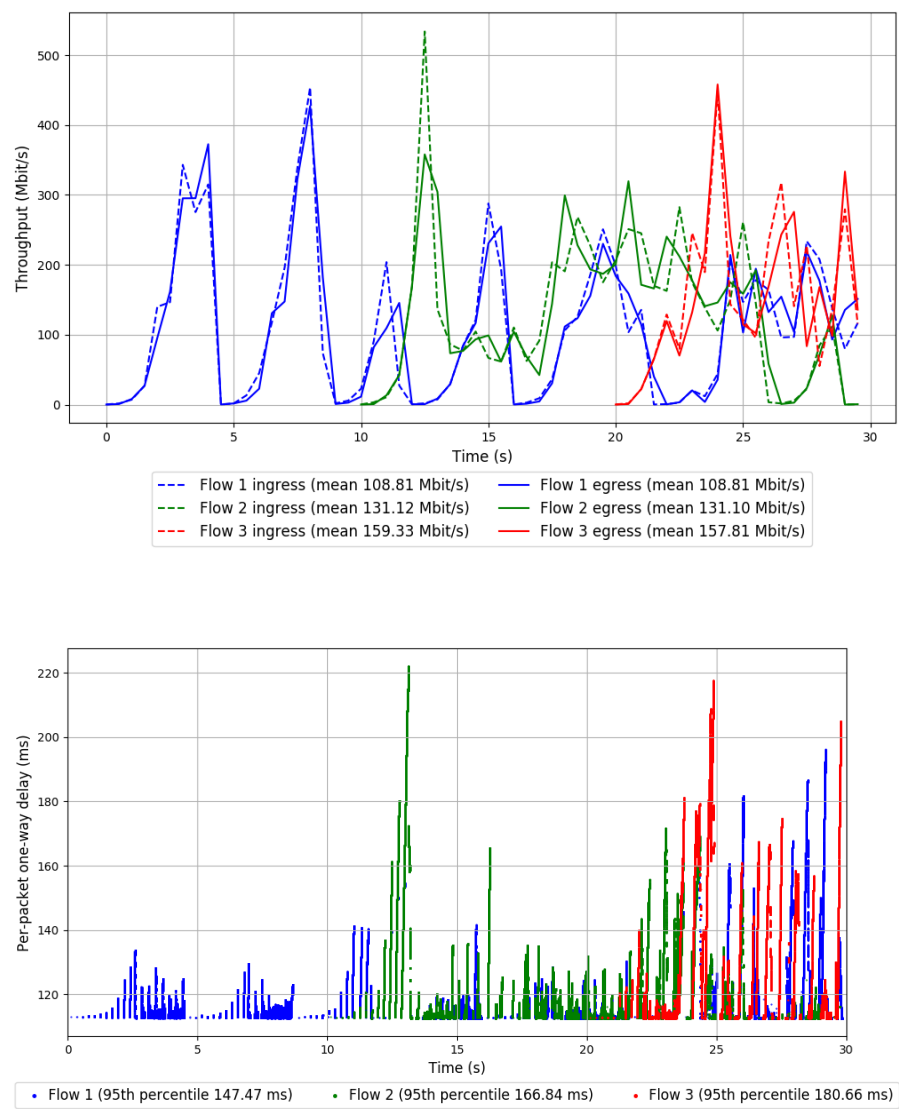 500
400
300
200
100
0
Throughput (Mbit/s)
0 5 10 15 20 25 30
Time (s)
Flow 1 ingress (mean 108.81 Mbit/s) Flow 1 egress (mean 108.81 Mbit/s)
Flow 2 ingress (mean 131.12 Mbit/s) Flow 2 egress (mean 131.10 Mbit/s)
Flow 3 ingress (mean 159.33 Mbit/s) Flow 3 egress (mean 157.81 Mbit/s)
220
200
180
160
140
120
Per-packet one-way delay (ms)
0 5 10 15 20 25 30
Time (s)
Flow 1 (95th percentile 147.47 ms) Flow 2 (95th percentile 166.84 ms) Flow 3 (95th percentile 180.66 ms)